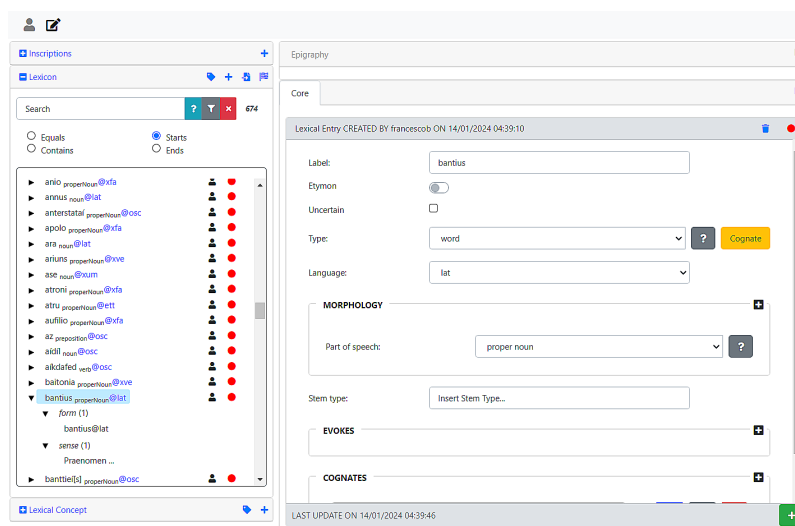 Inscriptions
Lexicon
Search
? 674
Equals
Starts
Contains
Ends
anio properNoun@xfa
annus noun@lat
anterstataí properNoun@osc
apolo properNoun@xfa
ara noun@lat
ariuns properNoun@xve
ase noun@xum
atroni properNoun@xfa
atru properNoun@ett
aufilio properNoun@xfa
az preposition@osc
aídil noun@osc
aíkdafed verb@osc
baitonia properNoun@xve
bantius properNoun@lat
form (1)
bantius@lat
sense (1)
Praenomen ...
banttieí[s] properNoun@osc
Lexical Concept
Epigraphy
Core
Lexical Entry CREATED BY francescob ON 14/01/2024 04:39:10
Label: bantius
Etymon
Uncertain
Type: word ? Cognate
Language: lat
MORPHOLOGY
Part of speech: proper noun ?
Stem type: Insert Stem Type...
EVOKES
COGNATES
LAST UPDATE ON 14/01/2024 04:39:46